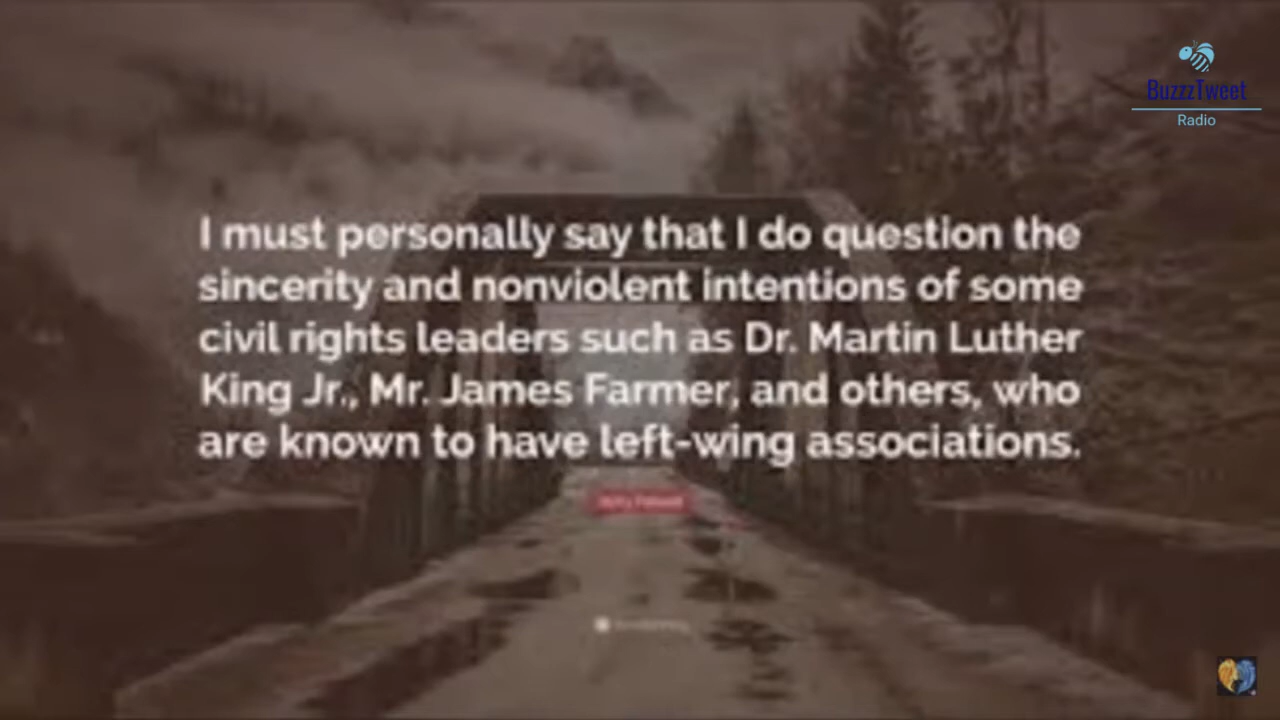 BuzzzTweet
Radio
I must personally say that I do question the
sincerity and nonviolent intentions of some
civil rights leaders such as Dr. Martin Luther
King Jr., Mr. James Farmer, and others, who
are known to have left-wing associations.